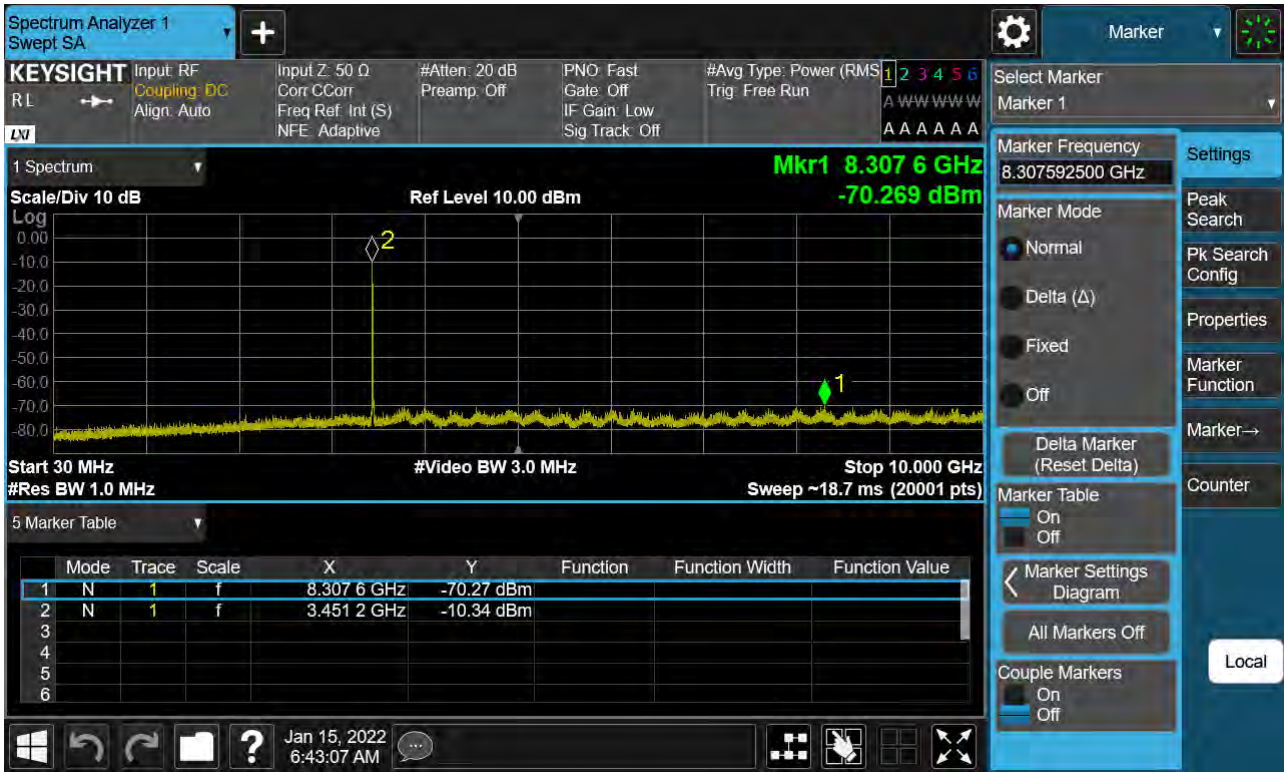 Spectrum Analyzer 1
Swept SA
Marker
KEYSIGHT
RL
LXI
Input: RF
Coupling: DC
Align: Auto
Input Z: 50 Ω
Corr CCorr
Freq Ref: Int (S)
NFE: Adaptive
#Atten: 20 dB
Preamp: Off
PNO: Fast
Gate: Off
IF Gain: Low
Sig Track: Off
#Avg Type: Power (RMS
Trig: Free Run
1 2 3 4 5 6
A W W W W W
A A A A A A
Select Marker
Marker 1
1 Spectrum
Mkr1 8.307 6 GHz
-70.269 dBm
Scale/Div 10 dB
Ref Level 10.00 dBm
Log
0.00
-10.0
-20.0
-30.0
-40.0
-50.0
-60.0
-70.0
-80.0
2
1
Start 30 MHz
#Video BW 3.0 MHz
Stop 10.000 GHz
#Res BW 1.0 MHz
Sweep ~18.7 ms (20001 pts)
5 Marker Table
Mode Trace Scale X Y Function Function Width Function Value
1 N 1 f 8.307 6 GHz -70.27 dBm
2 N 1 f 3.451 2 GHz -10.34 dBm
3
4
5
6
Marker Frequency
8.307592500 GHz
Marker Mode
Normal
Delta (Δ)
Fixed
Off
Delta Marker
(Reset Delta)
Marker Table
On
Off
Marker Settings
Diagram
All Markers Off
Couple Markers
On
Off
Settings
Peak
Search
Pk Search
Config
Properties
Marker
Function
Marker→
Counter
Local
?
Jan 15, 2022
6:43:07 AM